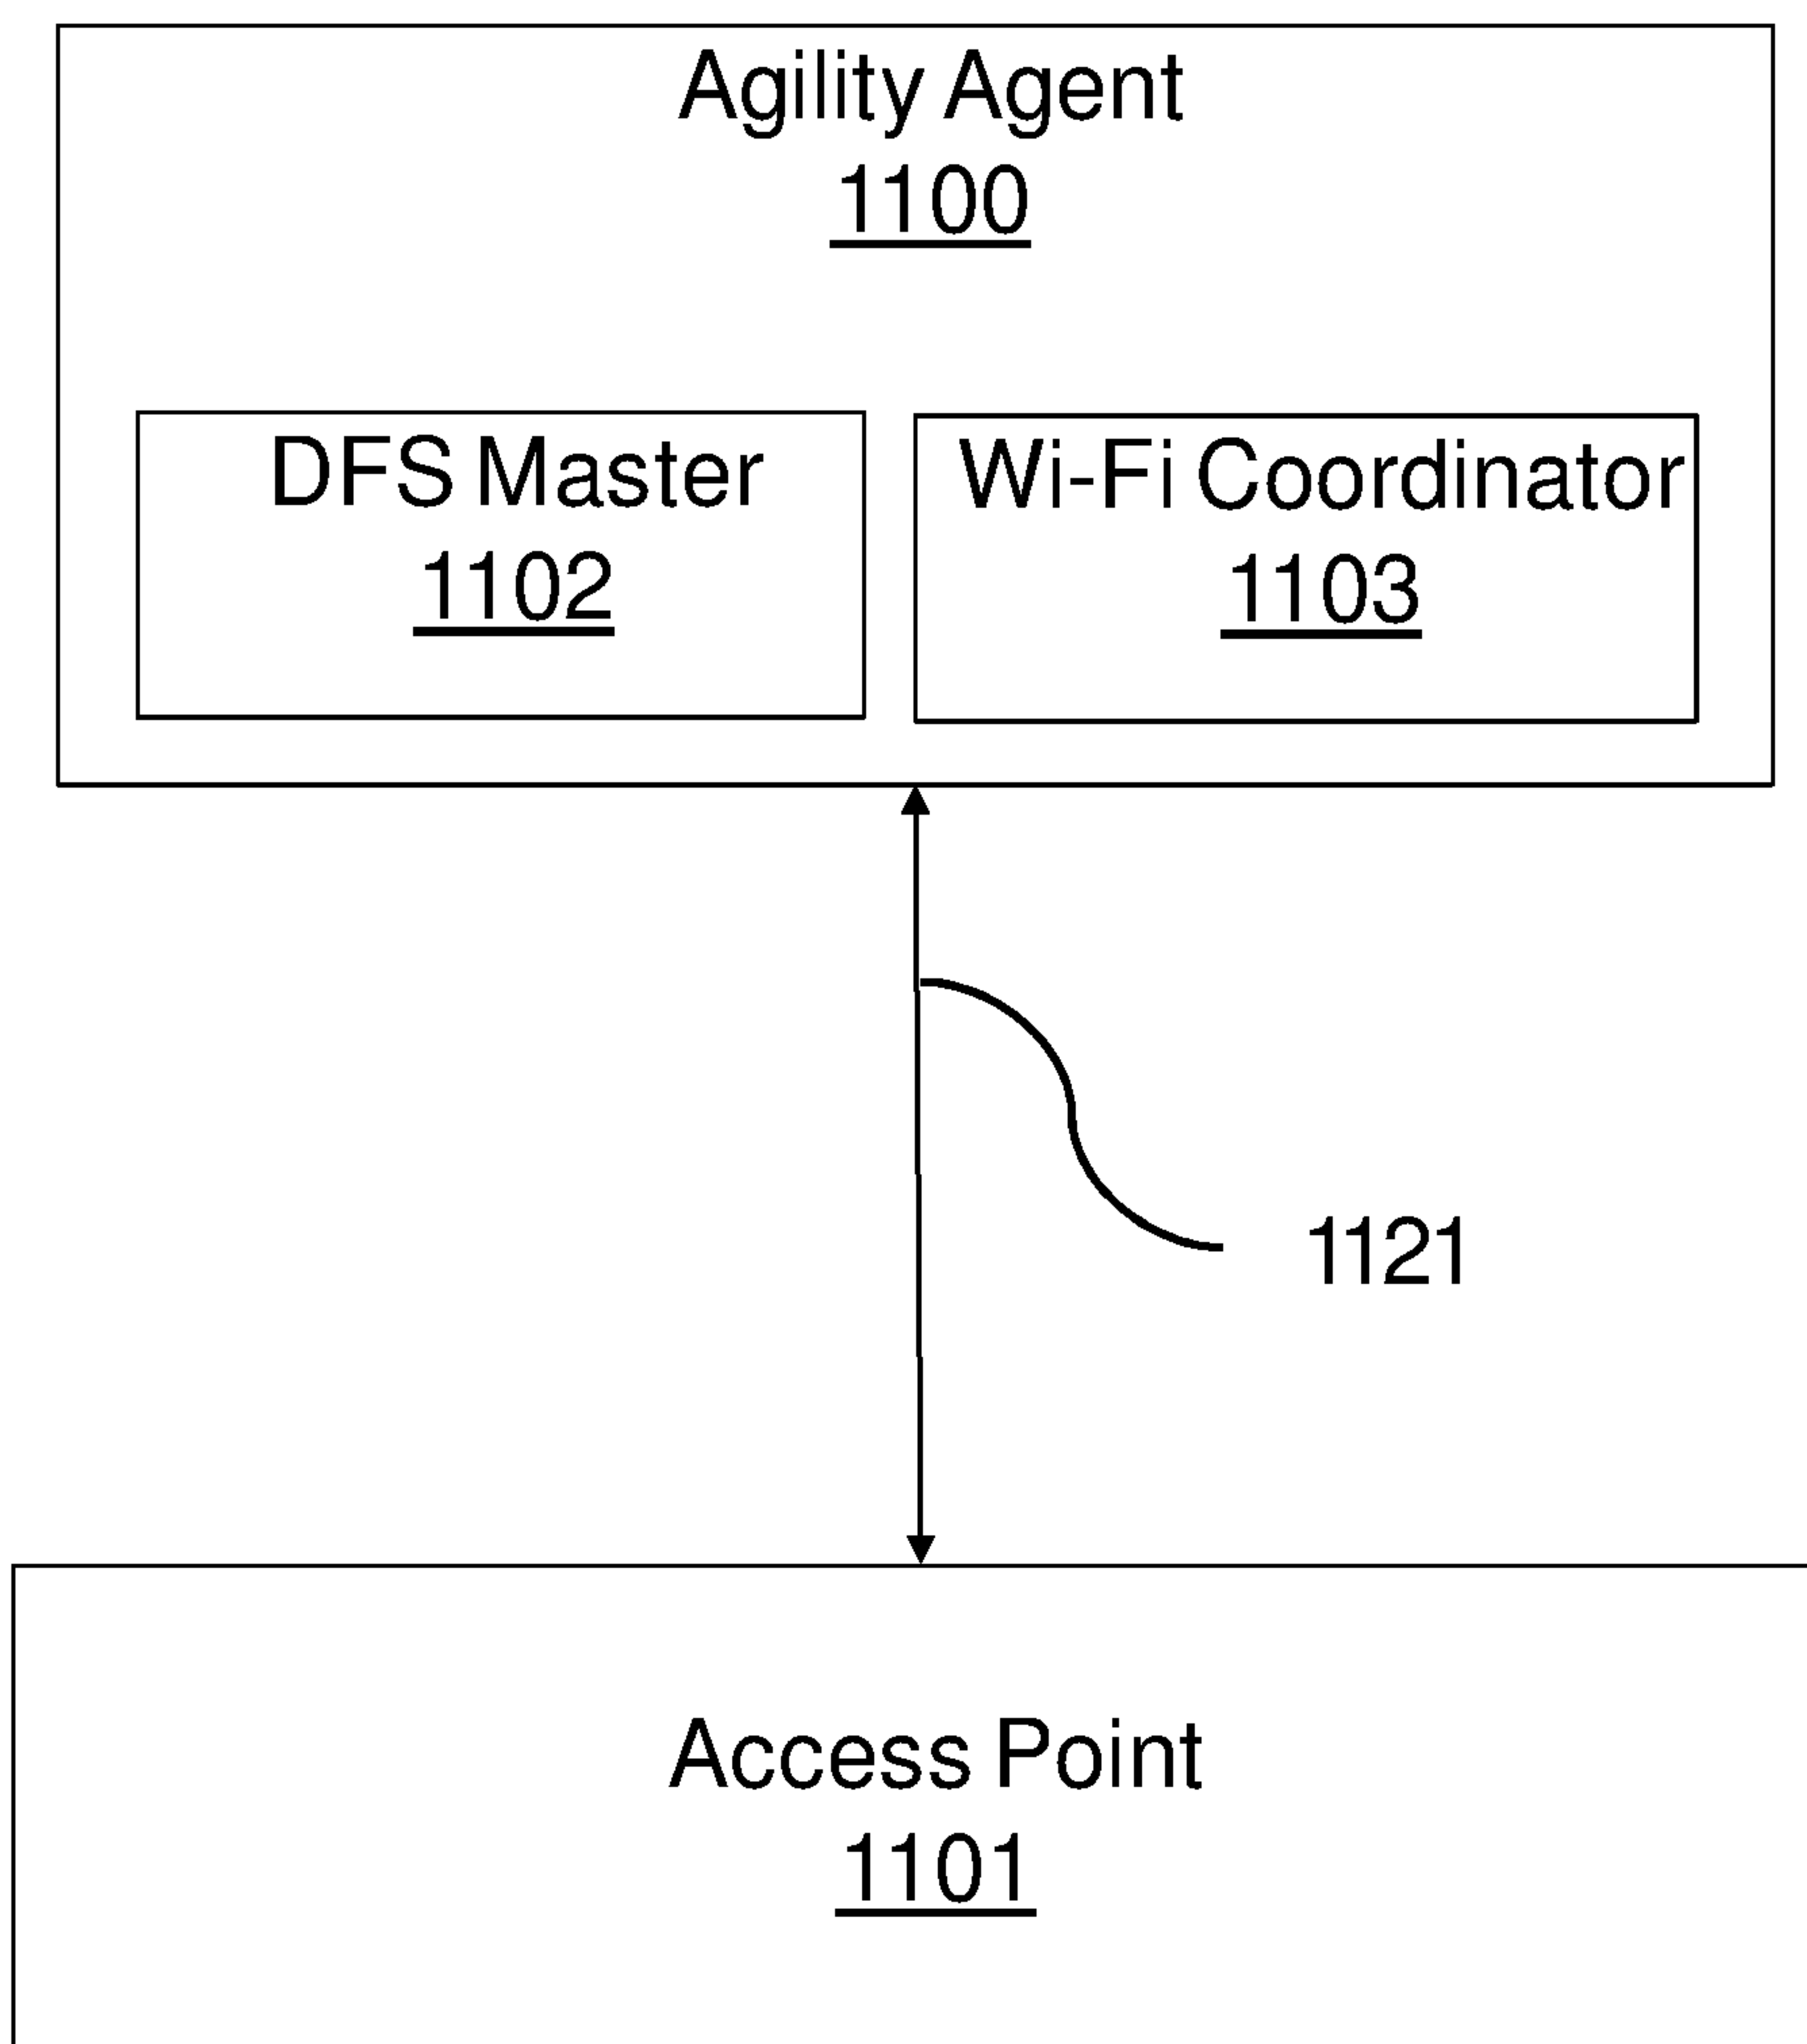 Agility Agent
1100
DFS Master
1102
Wi-Fi Coordinator
1103
1121
Access Point
1101